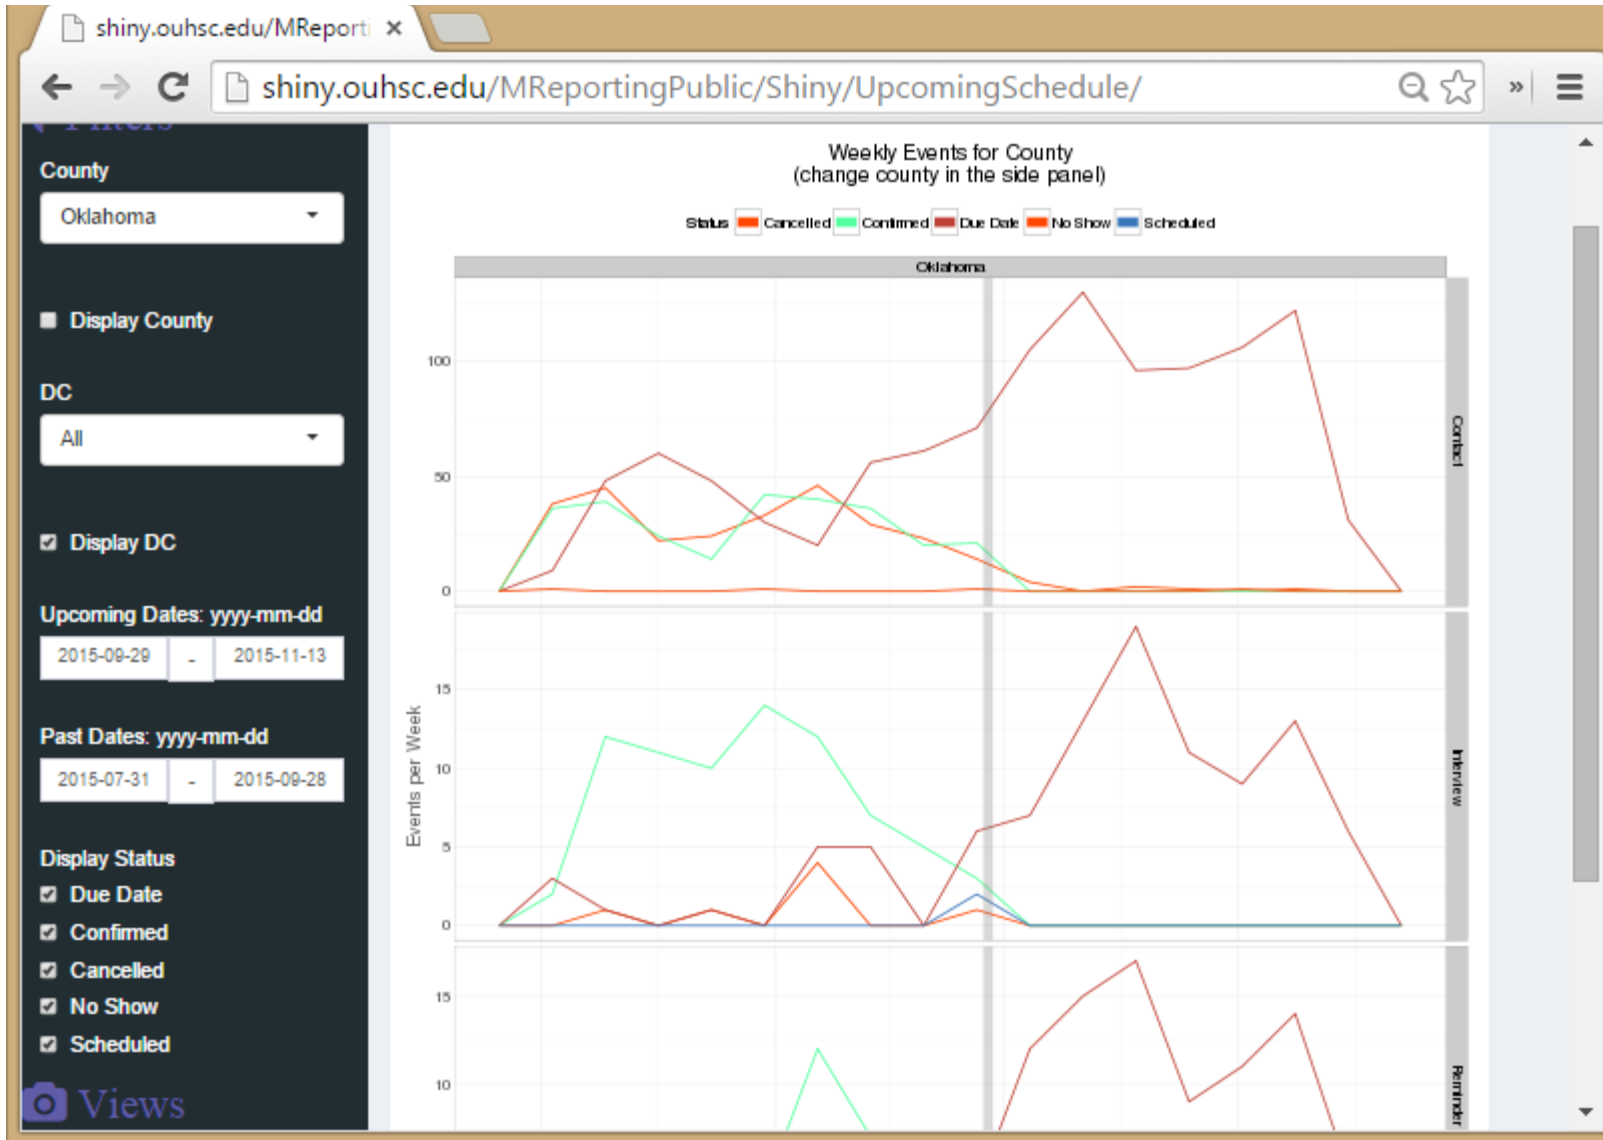 shiny.ouhsc.edu/MReporti
shiny.ouhsc.edu/MReportingPublic/Shiny/UpcomingSchedule/
»
Filters
County
Oklahoma
Display County
DC
All
Display DC
Upcoming Dates: yyyy-mm-dd
2015-09-29 - 2015-11-13
Past Dates: yyyy-mm-dd
2015-07-31 - 2015-09-28
Display Status
Due Date
Confirmed
Cancelled
No Show
Scheduled
Views
Weekly Events for County
(change county in the side panel)
Status Cancelled Confirmed Due Date No Show Scheduled
Oklahoma
100
50
0
Contact
Events per Week
15
10
5
0
Interview
15
10
Reminder